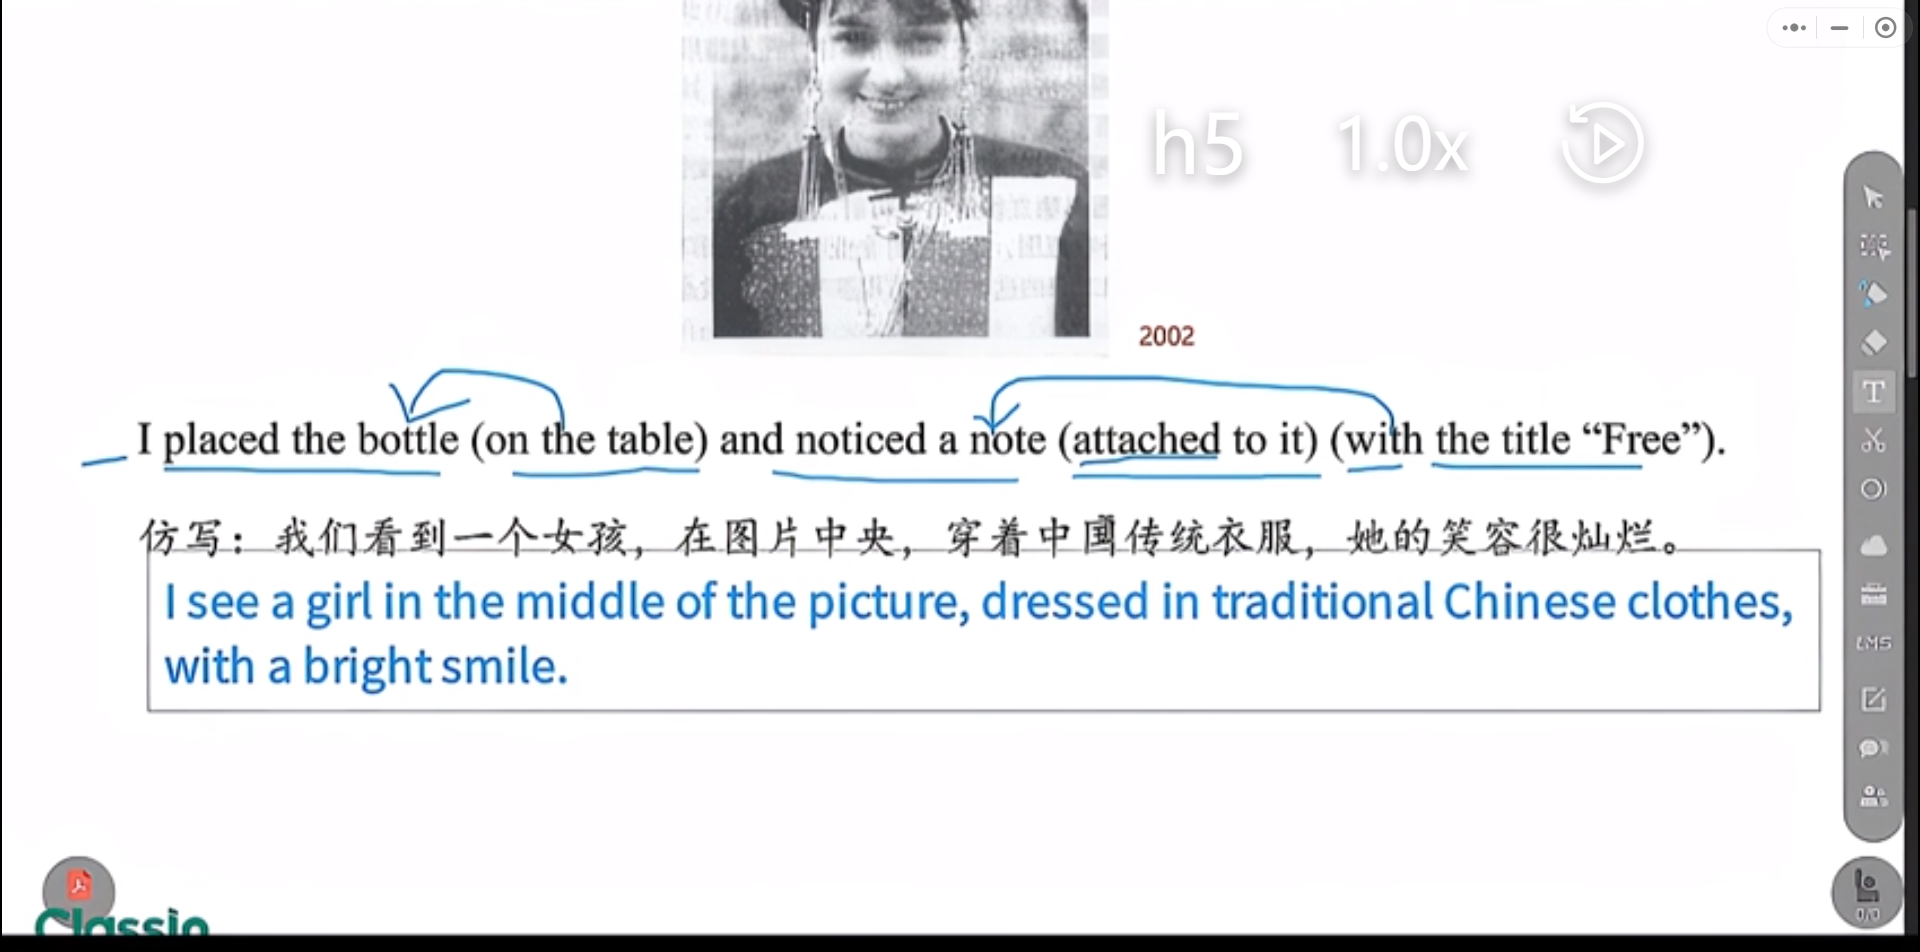 h5 1.0x
2002
I placed the bottle (on the table) and noticed a note (attached to it) (with the title “Free”).
仿写：我们看到一个女孩，在图片中央，穿着中国传统衣服，她的笑容很灿烂。
I see a girl in the middle of the picture, dressed in traditional Chinese clothes,
with a bright smile.
T
LMS
0/0
Classin